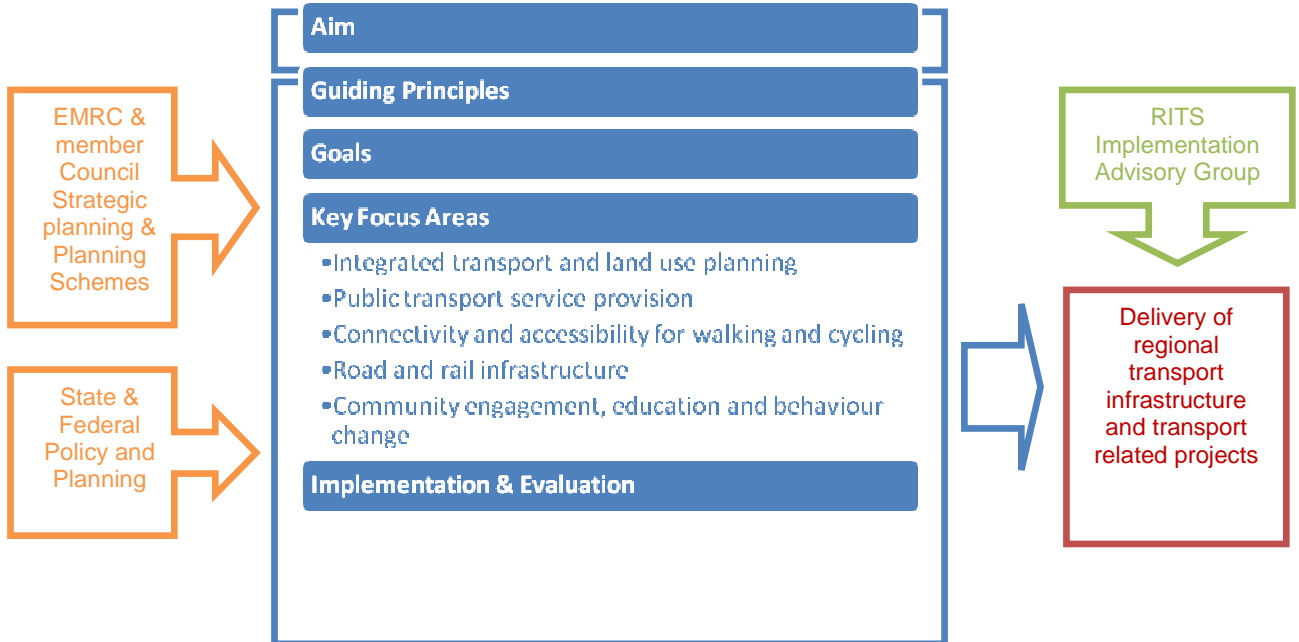 EMRC &
member
Council
Strategic
planning &
Planning
Schemes
State &
Federal
Policy and
Planning
Aim
Guiding Principles
Goals
Key Focus Areas
•Integrated transport and land use planning
•Public transport service provision
•Connectivity and accessibility for walking and cycling
•Road and rail infrastructure
•Community engagement, education and behaviour
change
Implementation & Evaluation
RITS
Implementation
Advisory Group
Delivery of
regional
transport
infrastructure
and transport
related projects